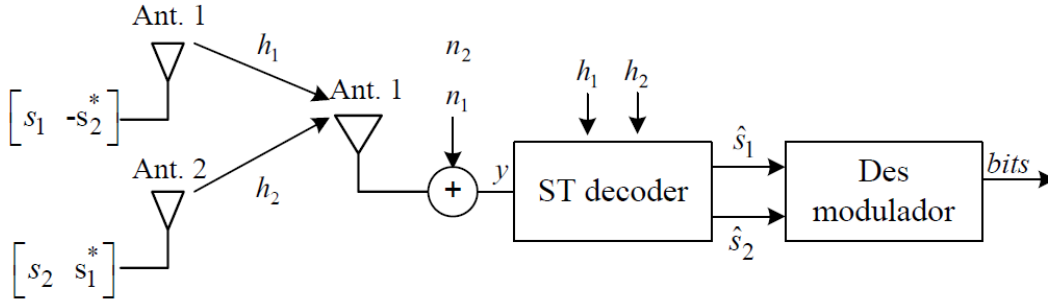 Ant. 1
h₁
n₂
[s₁ -s₂*]
Ant. 1
n₁
h₁ h₂
Ant. 2
h₂
y
+
ST decoder
ŝ₁
ŝ₂
Des
modulador
bits
[s₂ s₁*]